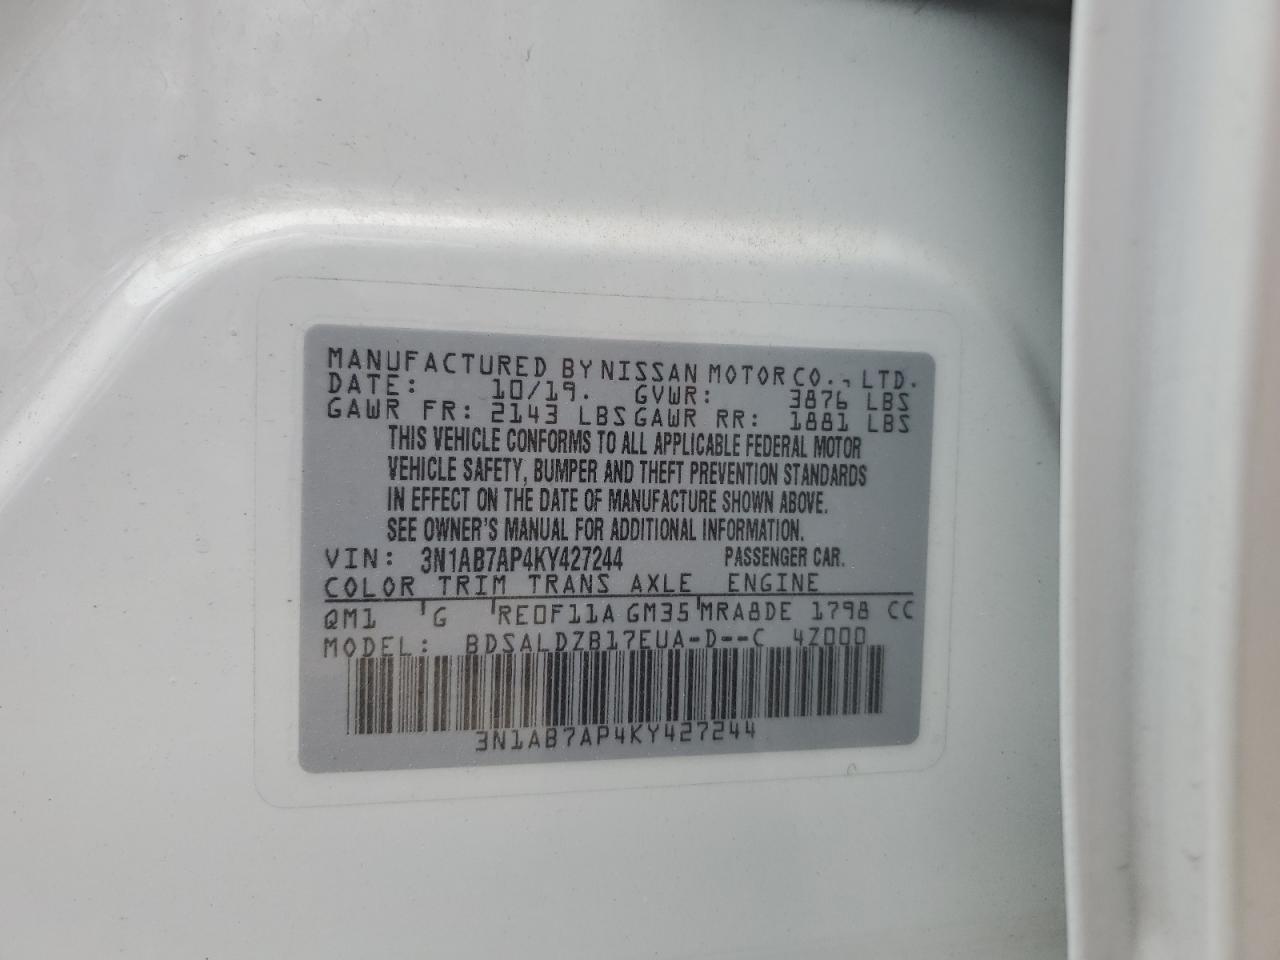 MANUFACTURED BY NISSAN MOTOR CO., LTD.
DATE: 10/19. GVWR: 3876 LBS
GAWR FR: 2143 LBS GAWR RR: 1881 LBS
THIS VEHICLE CONFORMS TO ALL APPLICABLE FEDERAL MOTOR
VEHICLE SAFETY, BUMPER AND THEFT PREVENTION STANDARDS
IN EFFECT ON THE DATE OF MANUFACTURE SHOWN ABOVE.
SEE OWNER'S MANUAL FOR ADDITIONAL INFORMATION.
VIN: 3N1AB7AP4KY427244 PASSENGER CAR.
COLOR TRIM TRANS AXLE ENGINE
QM1 G RE0F11A GM35 MRA8DE 1798 CC
MODEL: BDSALDZB17EUA-D--C 4Z000
3N1AB7AP4KY427244